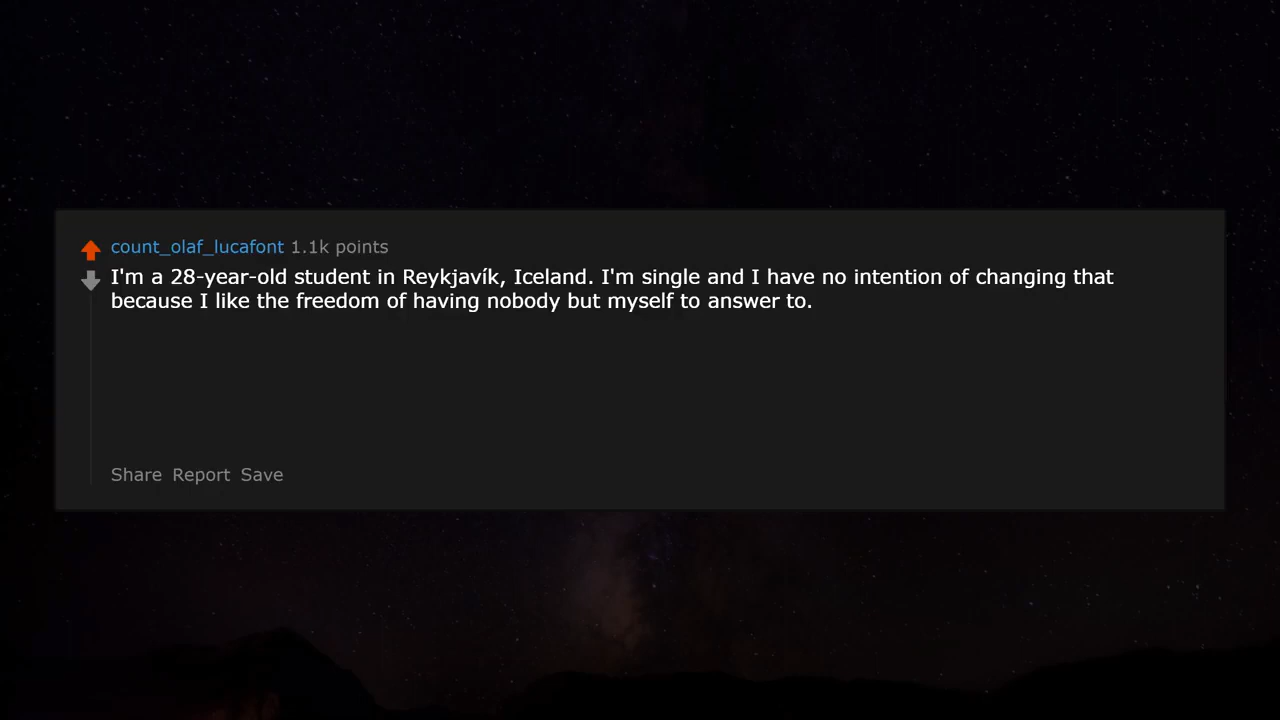 count_olaf_lucafont 1.1k points
I'm a 28-year-old student in Reykjavík, Iceland. I'm single and I have no intention of changing that
because I like the freedom of having nobody but myself to answer to.
Share Report Save